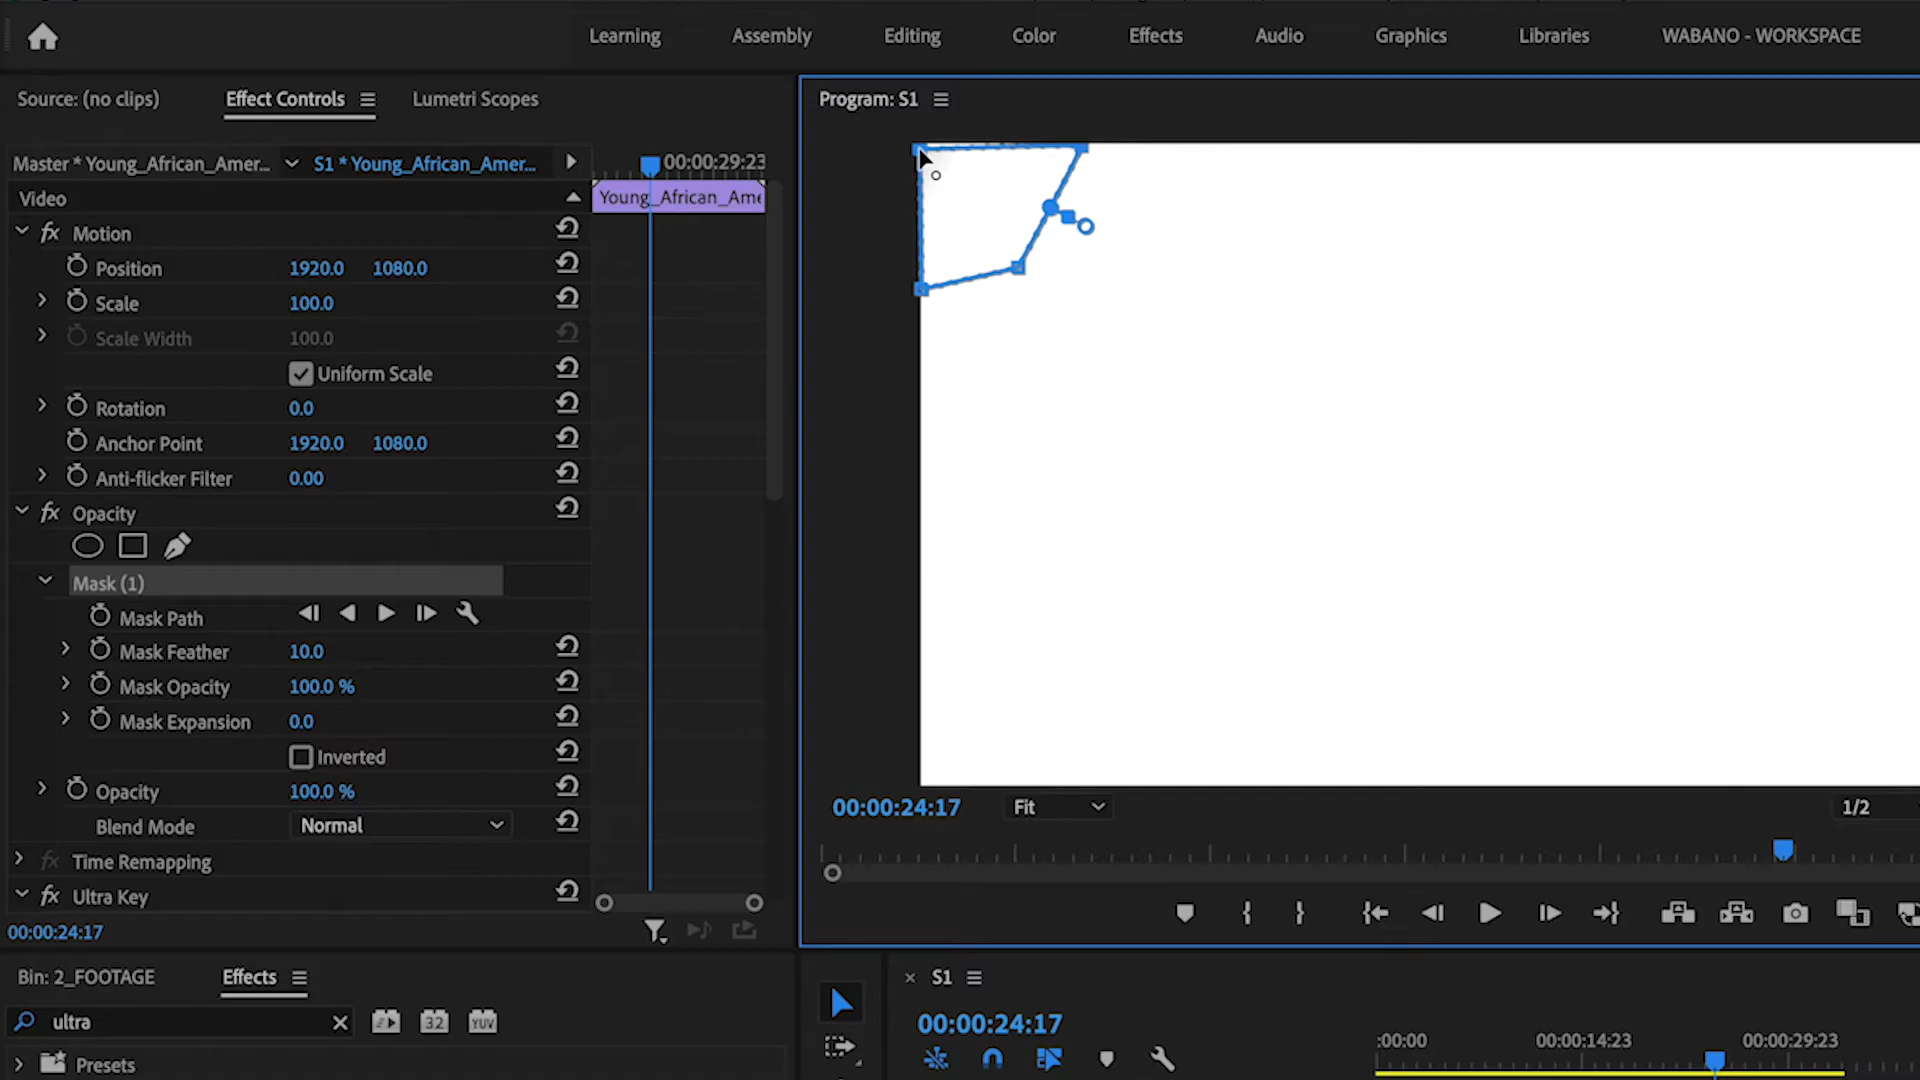 Learning Assembly Editing Color Effects Audio Graphics Libraries WABANO - WORKSPACE
Source: (no clips) Effect Controls Lumetri Scopes
Program: S1
Master * Young_African_Amer... S1 * Young_African_Amer...
00:00:29:23
Video
Young_African_Ame
fx Motion
Position 1920.0 1080.0
Scale 100.0
Scale Width 100.0
Uniform Scale
Rotation 0.0
Anchor Point 1920.0 1080.0
Anti-flicker Filter 0.00
fx Opacity
Mask (1)
Mask Path
Mask Feather 10.0
Mask Opacity 100.0 %
Mask Expansion 0.0
Inverted
Opacity 100.0 %
Blend Mode Normal
fx Time Remapping
fx Ultra Key
00:00:24:17
00:00:24:17 Fit 1/2
Bin: 2_FOOTAGE Effects
ultra 32 YUV
Presets
× S1
00:00:24:17
:00:00 00:00:14:23 00:00:29:23